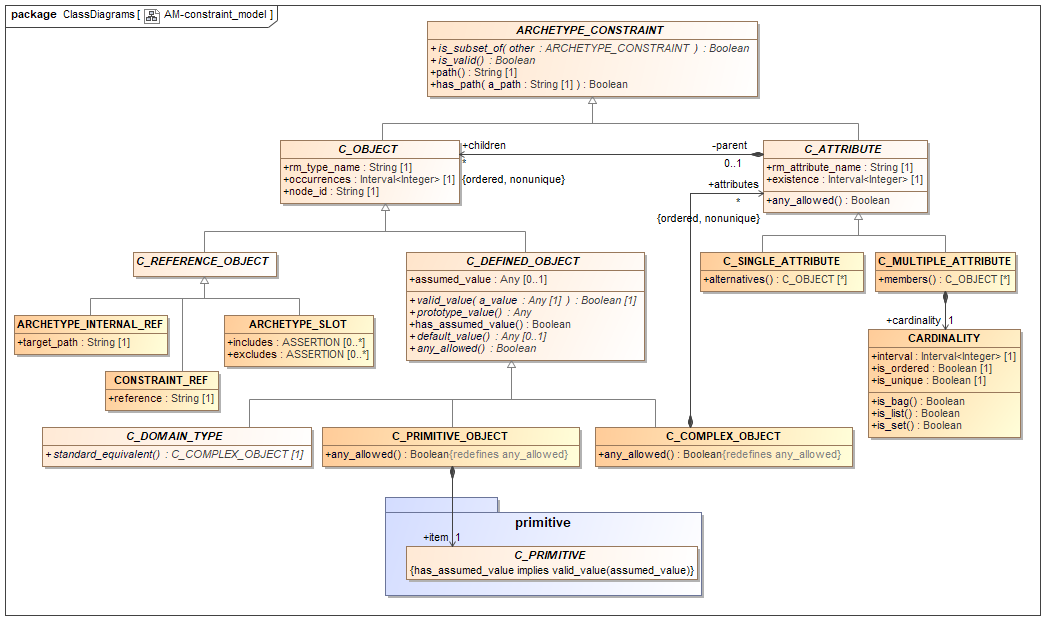 package ClassDiagrams [ AM-constraint_model ]
ARCHETYPE_CONSTRAINT
+is_subset_of( other : ARCHETYPE_CONSTRAINT ) : Boolean
+is_valid() : Boolean
+path() : String [1]
+has_path( a_path : String [1] ) : Boolean
C_OBJECT
+rm_type_name : String [1]
+occurrences : Interval<Integer> [1]
+node_id : String [1]
+children
*
{ordered, nonunique}
-parent
0..1
+attributes
*
{ordered, nonunique}
C_ATTRIBUTE
+rm_attribute_name : String [1]
+existence : Interval<Integer> [1]
+any_allowed() : Boolean
C_REFERENCE_OBJECT
C_DEFINED_OBJECT
+assumed_value : Any [0..1]
+valid_value( a_value : Any [1] ) : Boolean [1]
+prototype_value() : Any
+has_assumed_value() : Boolean
+default_value() : Any [0..1]
+any_allowed() : Boolean
C_SINGLE_ATTRIBUTE
+alternatives() : C_OBJECT [*]
C_MULTIPLE_ATTRIBUTE
+members() : C_OBJECT [*]
+cardinality 1
ARCHETYPE_INTERNAL_REF
+target_path : String [1]
ARCHETYPE_SLOT
+includes : ASSERTION [0..*]
+excludes : ASSERTION [0..*]
CARDINALITY
+interval : Interval<Integer> [1]
+is_ordered : Boolean [1]
+is_unique : Boolean [1]
+is_bag() : Boolean
+is_list() : Boolean
+is_set() : Boolean
CONSTRAINT_REF
+reference : String [1]
C_DOMAIN_TYPE
+standard_equivalent() : C_COMPLEX_OBJECT [1]
C_PRIMITIVE_OBJECT
+any_allowed() : Boolean{redefines any_allowed}
C_COMPLEX_OBJECT
+any_allowed() : Boolean{redefines any_allowed}
primitive
+item 1
C_PRIMITIVE
{has_assumed_value implies valid_value(assumed_value)}